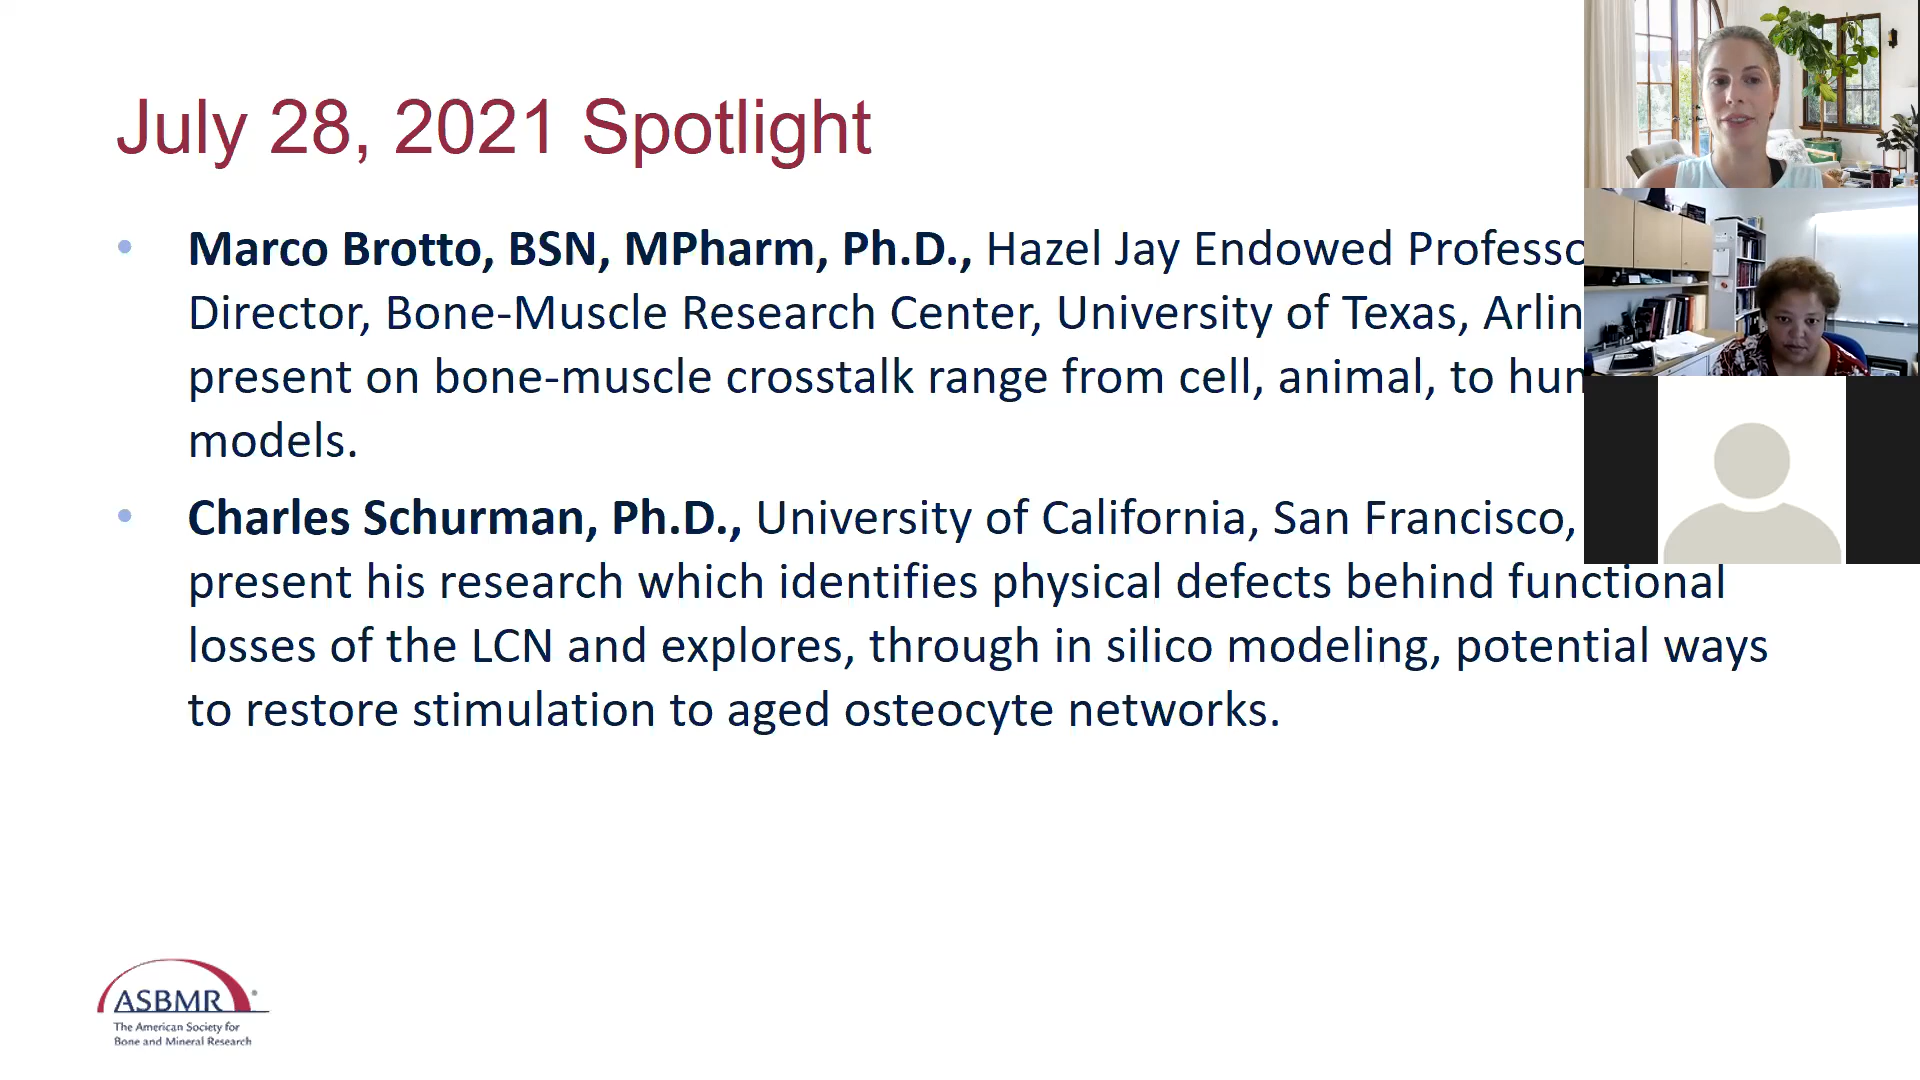 July 28, 2021 Spotlight
• Marco Brotto, BSN, MPharm, Ph.D., Hazel Jay Endowed Professo
Director, Bone-Muscle Research Center, University of Texas, Arlin
present on bone-muscle crosstalk range from cell, animal, to hum
models.
• Charles Schurman, Ph.D., University of California, San Francisco,
present his research which identifies physical defects behind functional
losses of the LCN and explores, through in silico modeling, potential ways
to restore stimulation to aged osteocyte networks.
ASBMR®
The American Society for
Bone and Mineral Research